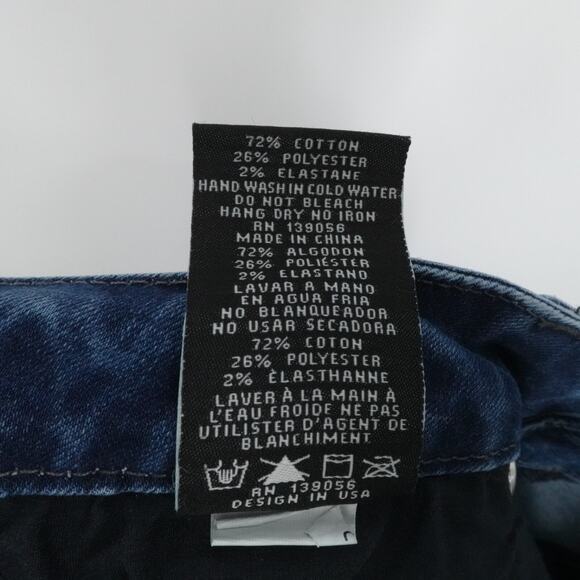 72% COTTON
26% POLYESTER
2% ELASTANE
HAND WASH IN COLD WATER
DO NOT BLEACH
HANG DRY NO IRON
RN 139056
MADE IN CHINA
72% ALGODON
26% POLIÉSTER
2% ELASTANO
LAVAR A MANO
EN AGUA FRIA
NO BLANQUEADOR
NO USAR SECADORA
72% COTON
26% POLYESTER
2% ÈLASTHANNE
LAVER À LA MAIN À
L'EAU FROIDE NE PAS
UTILISTER D'AGENT DE
BLANCHIMENT
RN 139056
DESIGN IN USA